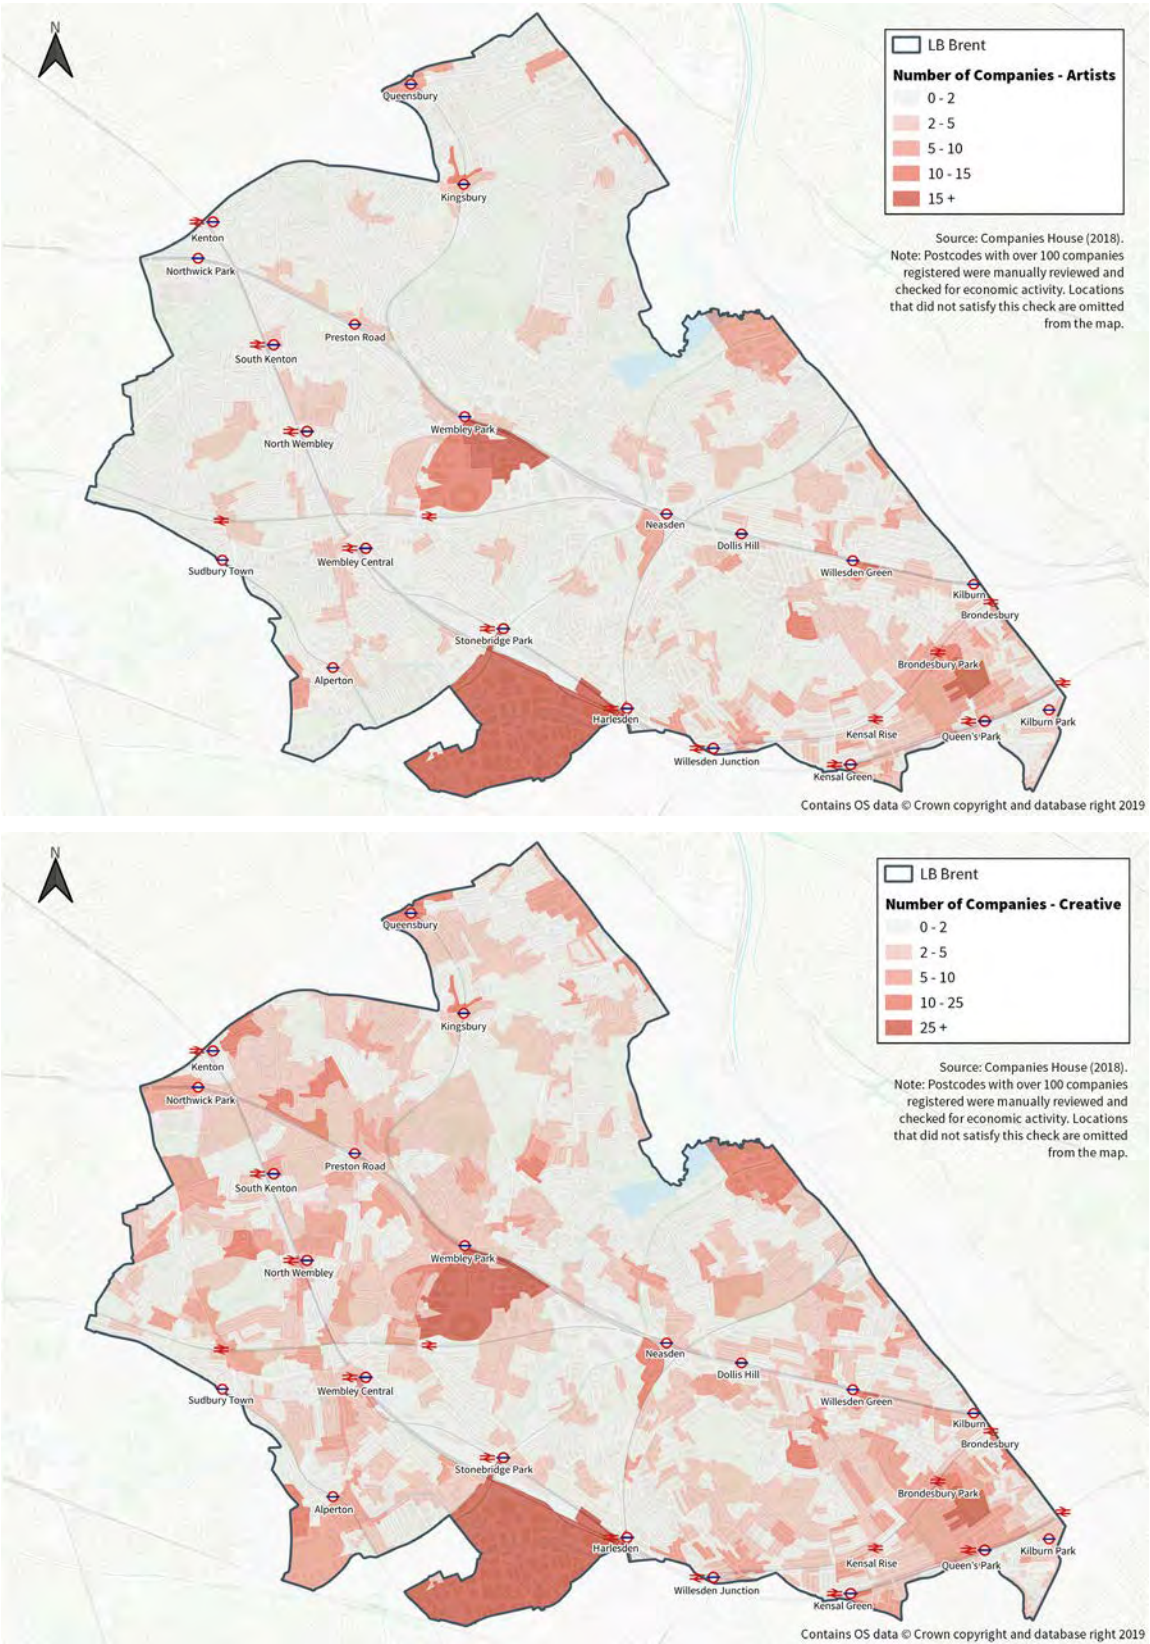 N
LB Brent
Number of Companies - Artists
0 - 2
2 - 5
5 - 10
10 - 15
15 +
Source: Companies House (2018).
Note: Postcodes with over 100 companies
registered were manually reviewed and
checked for economic activity. Locations
that did not satisfy this check are omitted
from the map.
Queensbury
Kingsbury
Kenton
Northwick Park
Preston Road
South Kenton
Wembley Park
North Wembley
Neasden
Dollis Hill
Wembley Central
Sudbury Town
Willesden Green
Kilburn
Brondesbury
Stonebridge Park
Brondesbury Park
Alperton
Harlesden
Kilburn Park
Kensal Rise
Queen's Park
Willesden Junction
Kensal Green
Contains OS data © Crown copyright and database right 2019
N
LB Brent
Number of Companies - Creative
0 - 2
2 - 5
5 - 10
10 - 25
25 +
Source: Companies House (2018).
Note: Postcodes with over 100 companies
registered were manually reviewed and
checked for economic activity. Locations
that did not satisfy this check are omitted
from the map.
Queensbury
Kingsbury
Kenton
Northwick Park
Preston Road
South Kenton
Wembley Park
North Wembley
Neasden
Dollis Hill
Wembley Central
Sudbury Town
Willesden Green
Kilburn
Brondesbury
Stonebridge Park
Brondesbury Park
Alperton
Harlesden
Kilburn Park
Kensal Rise
Queen's Park
Willesden Junction
Kensal Green
Contains OS data © Crown copyright and database right 2019